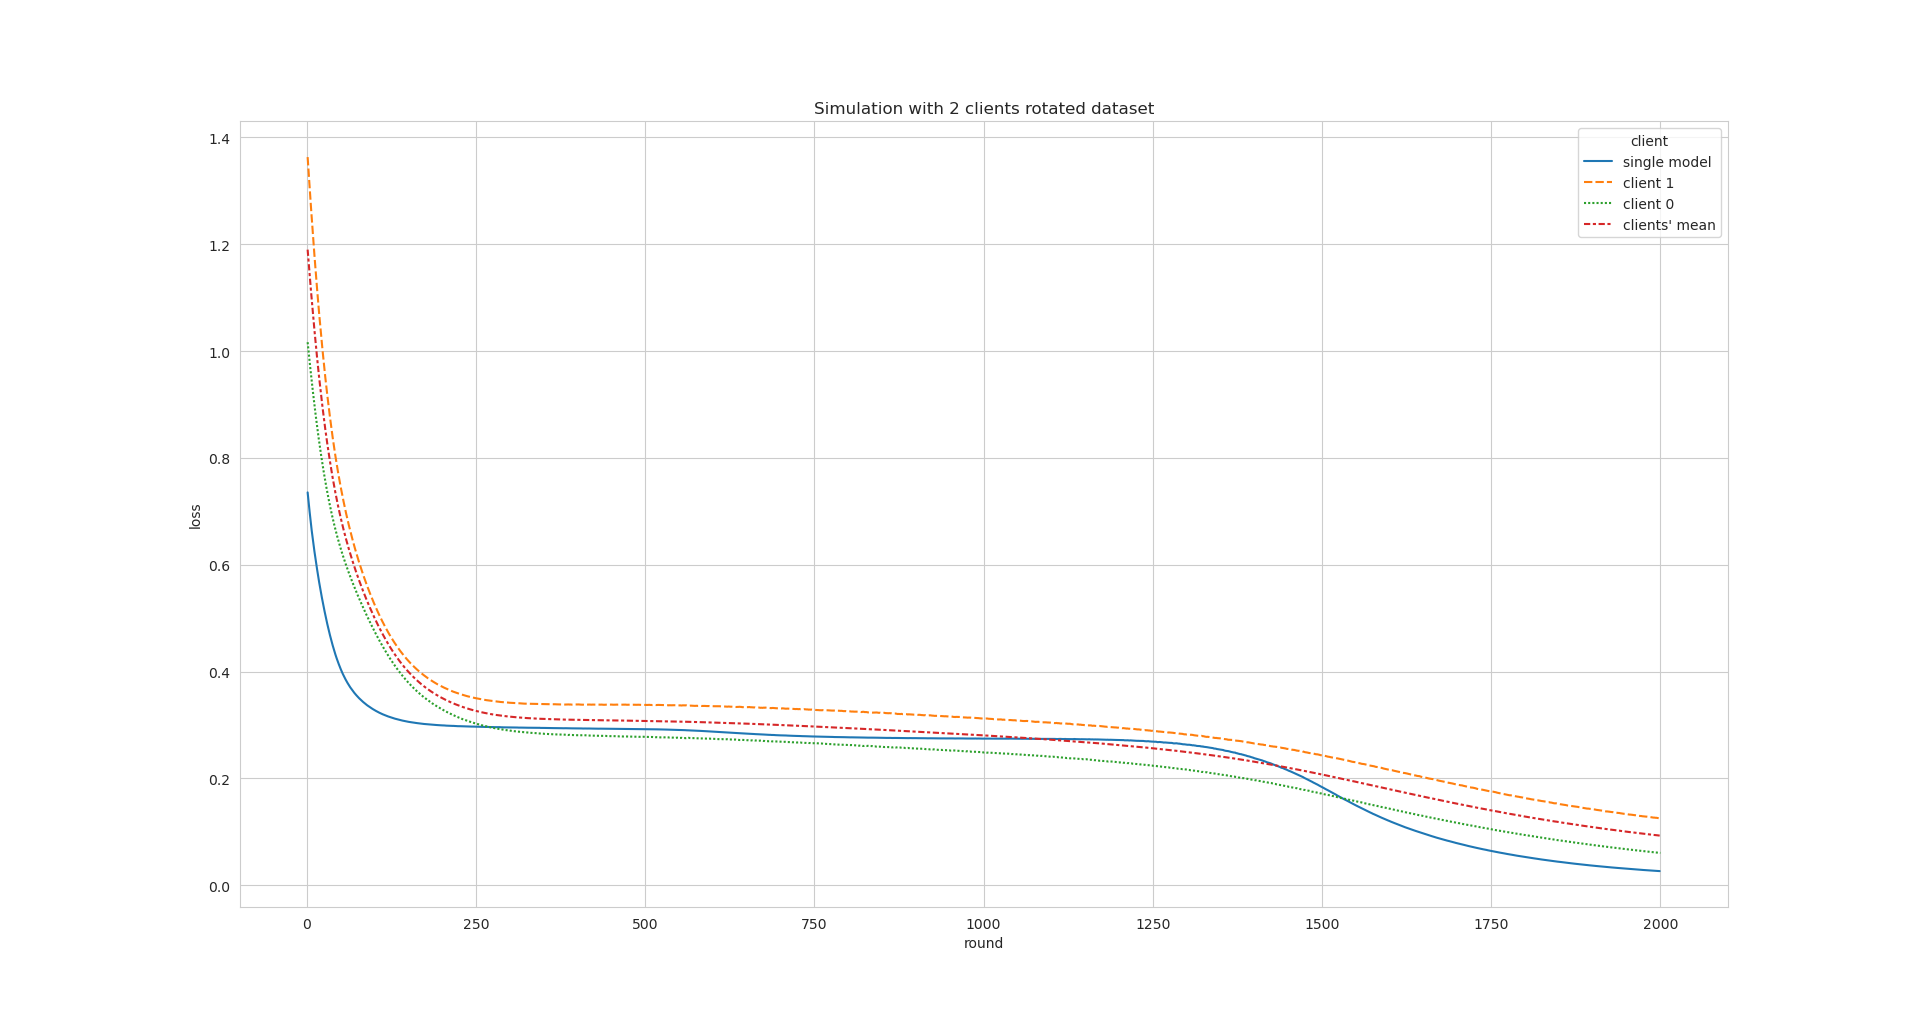 Simulation with 2 clients rotated dataset
1.4
1.2
1.0
0.8
0.6
0.4
0.2
0.0
loss
client
single model
client 1
client 0
clients' mean
0 250 500 750 1000 1250 1500 1750 2000
round